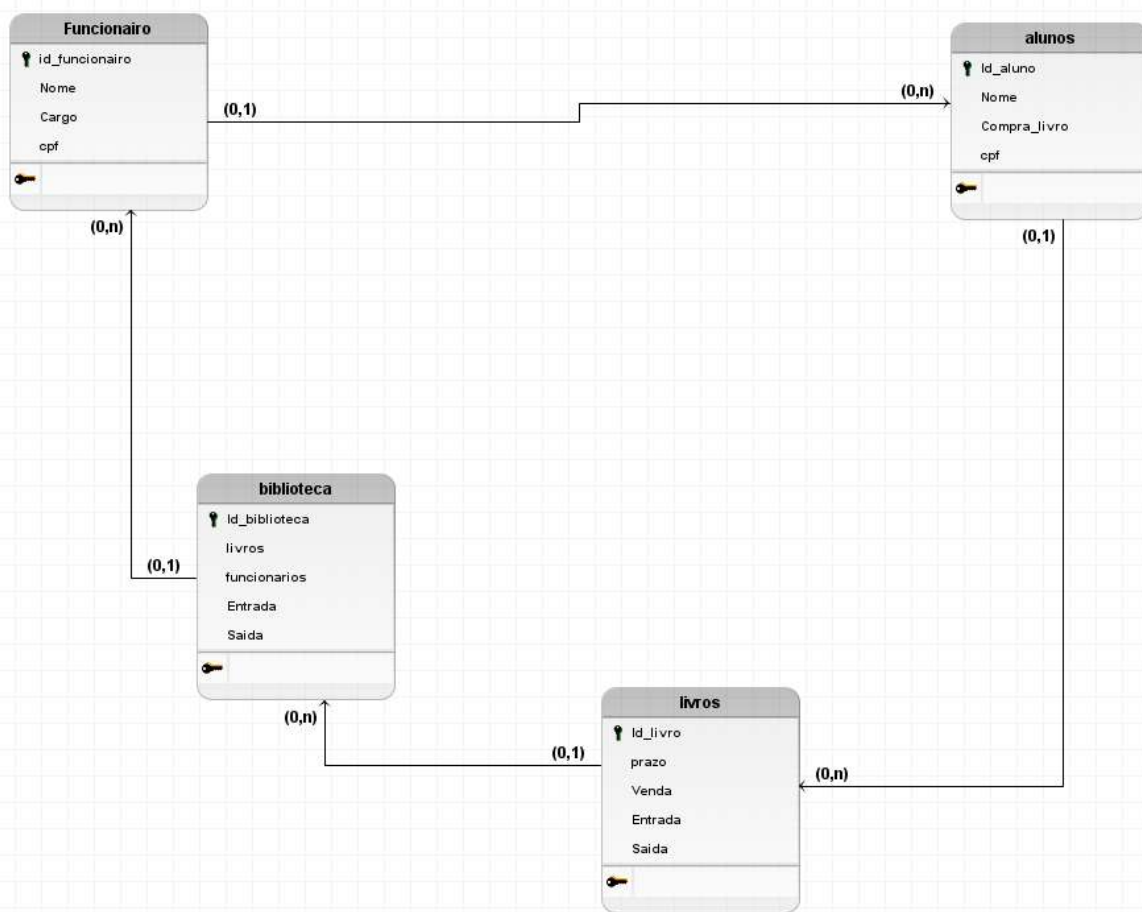 Funcionairo
id_funcionairo
Nome
Cargo
cpf
(0,1)
(0,n)
alunos
Id_aluno
Nome
Compra_livro
cpf
(0,n)
(0,1)
biblioteca
Id_biblioteca
livros
funcionarios
Entrada
Saida
(0,1)
(0,n)
livros
Id_livro
prazo
Venda
Entrada
Saida
(0,1)
(0,n)